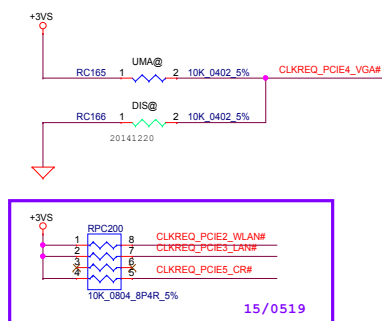 +3VS
UMA@
RC165 1 2 10K_0402_5% CLKREQ_PCIE4_VGA#
DIS@
RC166 1 2 10K_0402_5%
20141220
+3VS
RPC200
1 8 CLKREQ_PCIE2_WLAN#
2 7 CLKREQ_PCIE3_LAN#
3 6
4 5 CLKREQ_PCIE5_CR#
10K_0804_8P4R_5%
15/0519